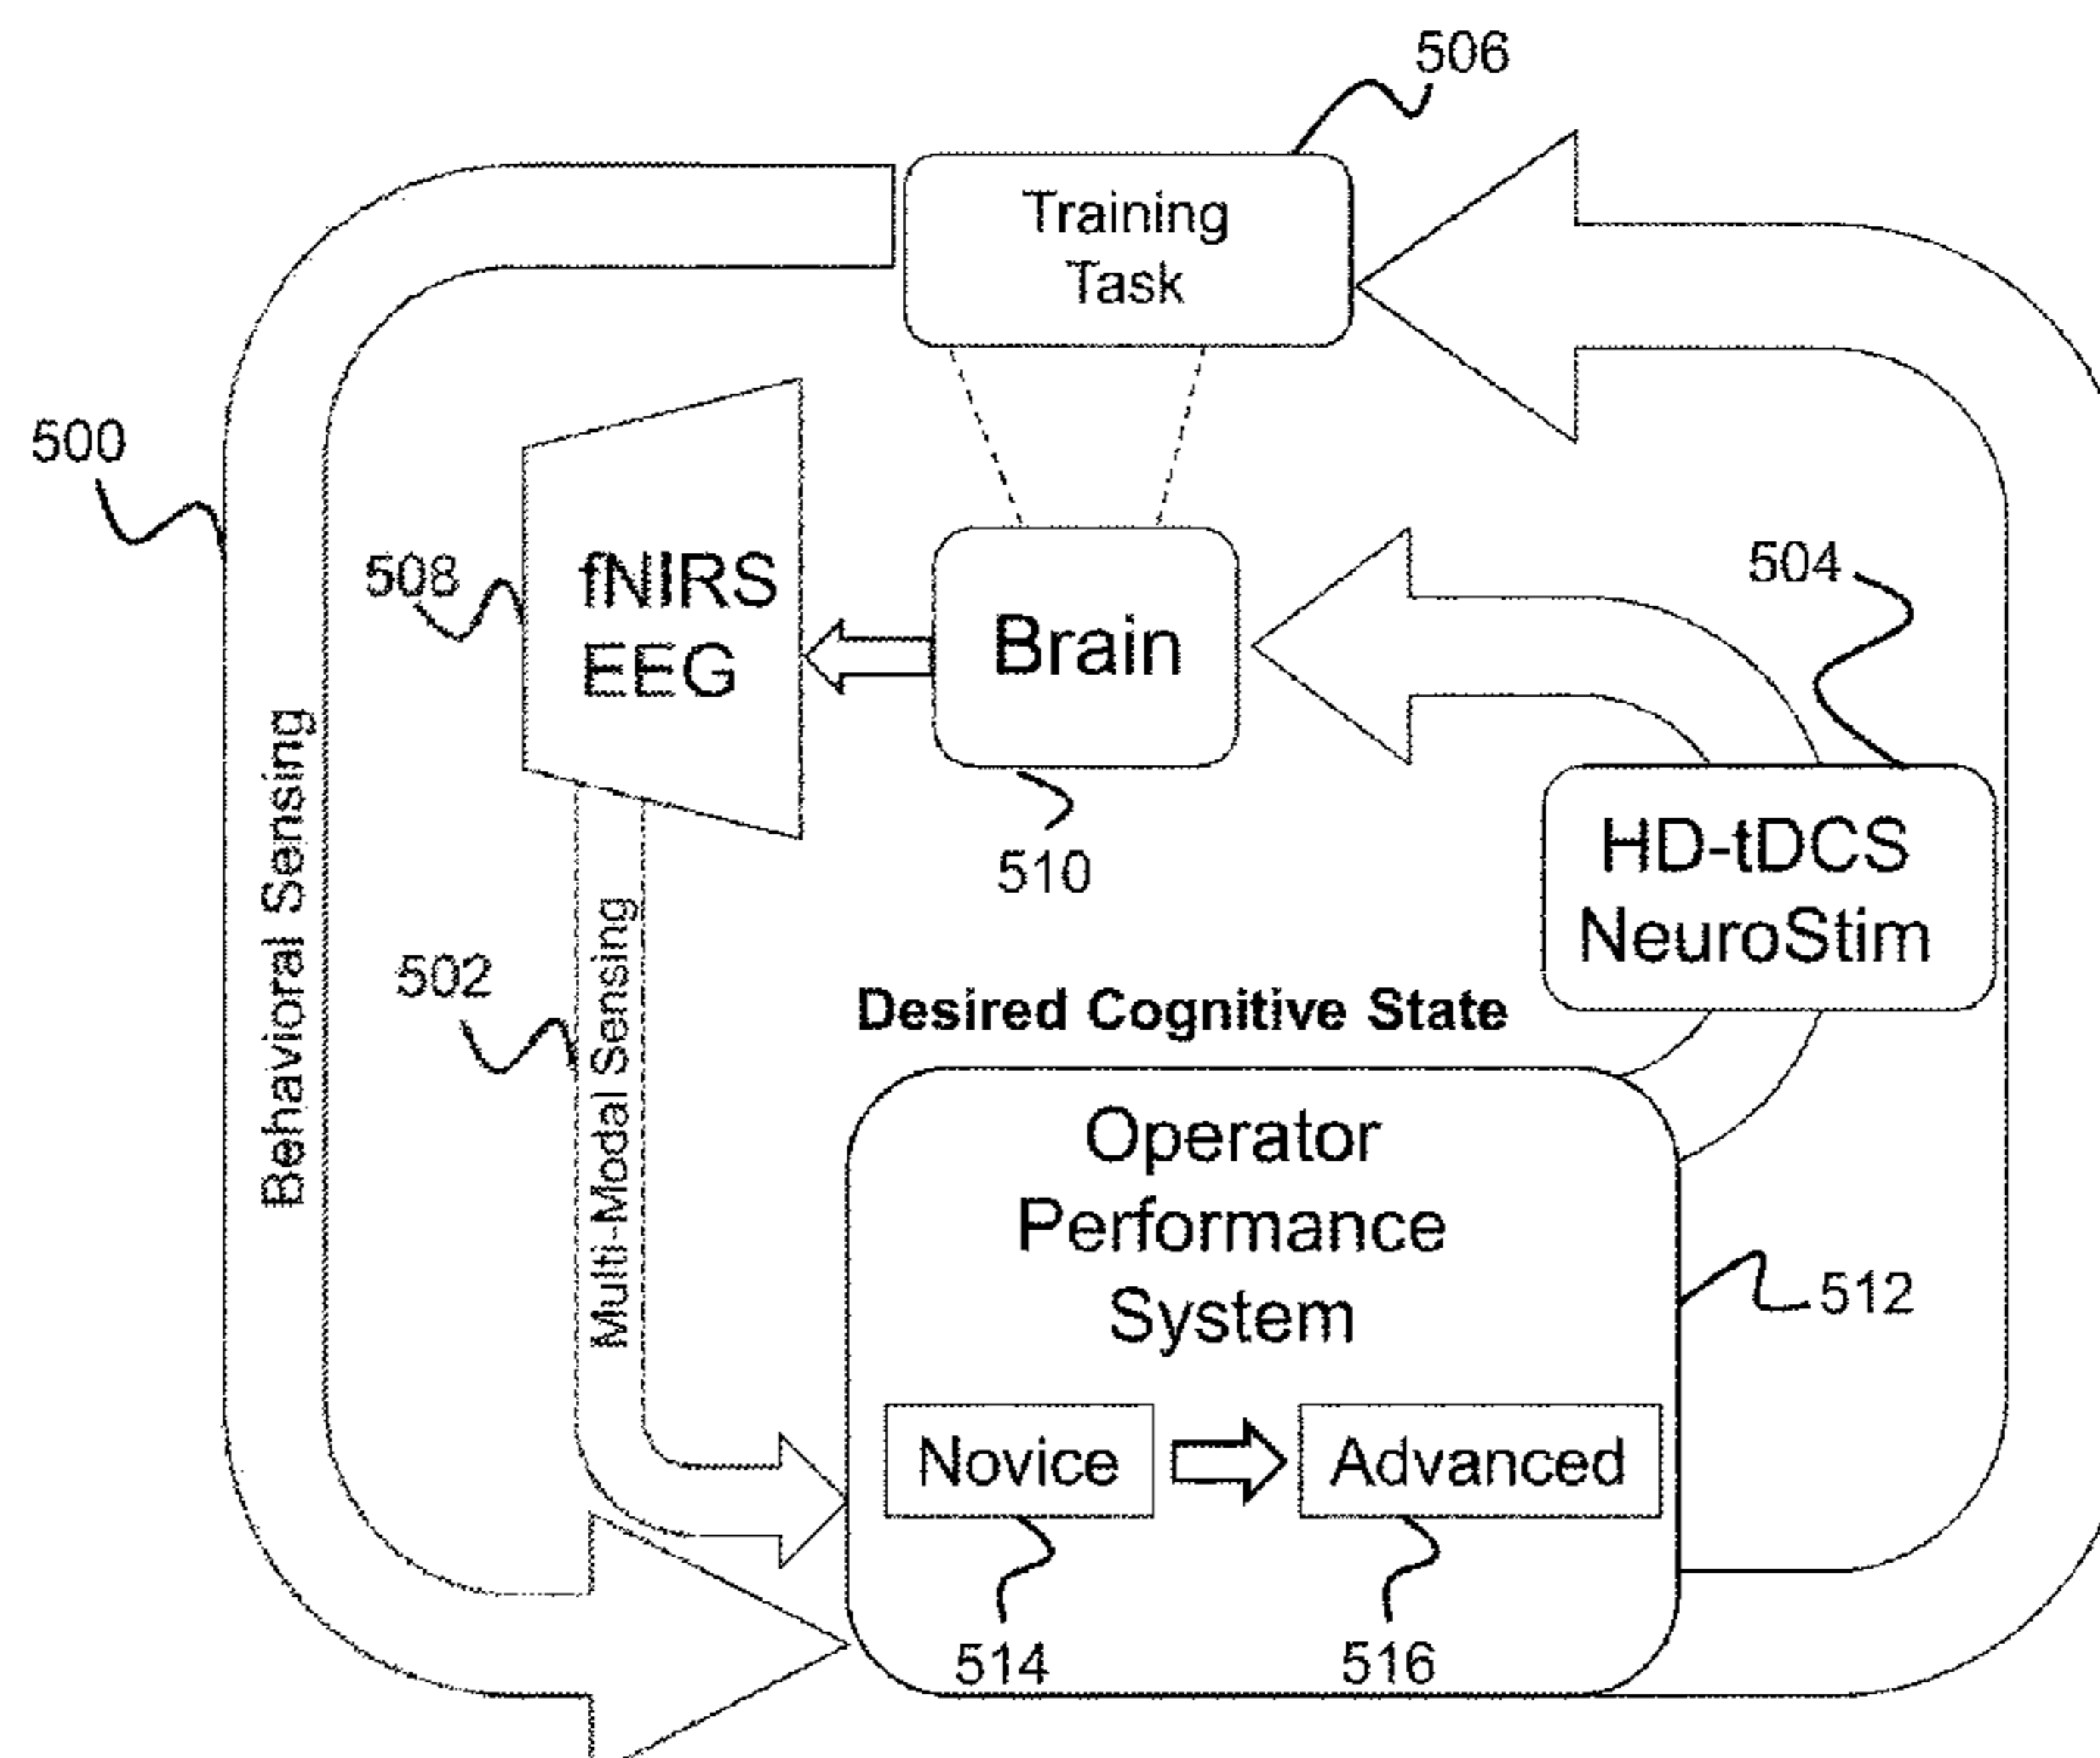 506
Training
Task
500
508
fNIRS
EEG
Brain
504
510
HD-tDCS
NeuroStim
Behavioral Sensing
502
Multi-Modal Sensing
Desired Cognitive State
Operator
Performance
System
512
Novice
Advanced
514
516